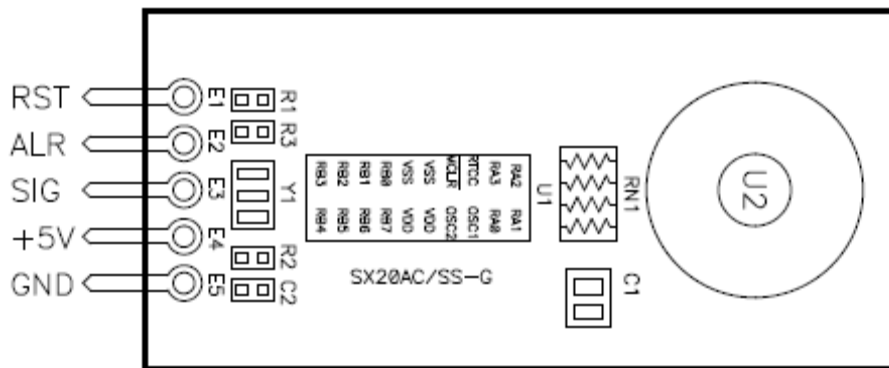 RST E1 R1
ALR E2 R3
SIG E3 Y1
+5V E4 R2
GND E5 C2
RB3 RB2 RB1 RB0 VSS VSS MCLR RTCC RA3 RA2
RB4 RB5 RB6 RB7 VDD VDD OSC2 OSC1 RA0 RA1
U1
SX20AC/SS-G
RN1
C1
U2